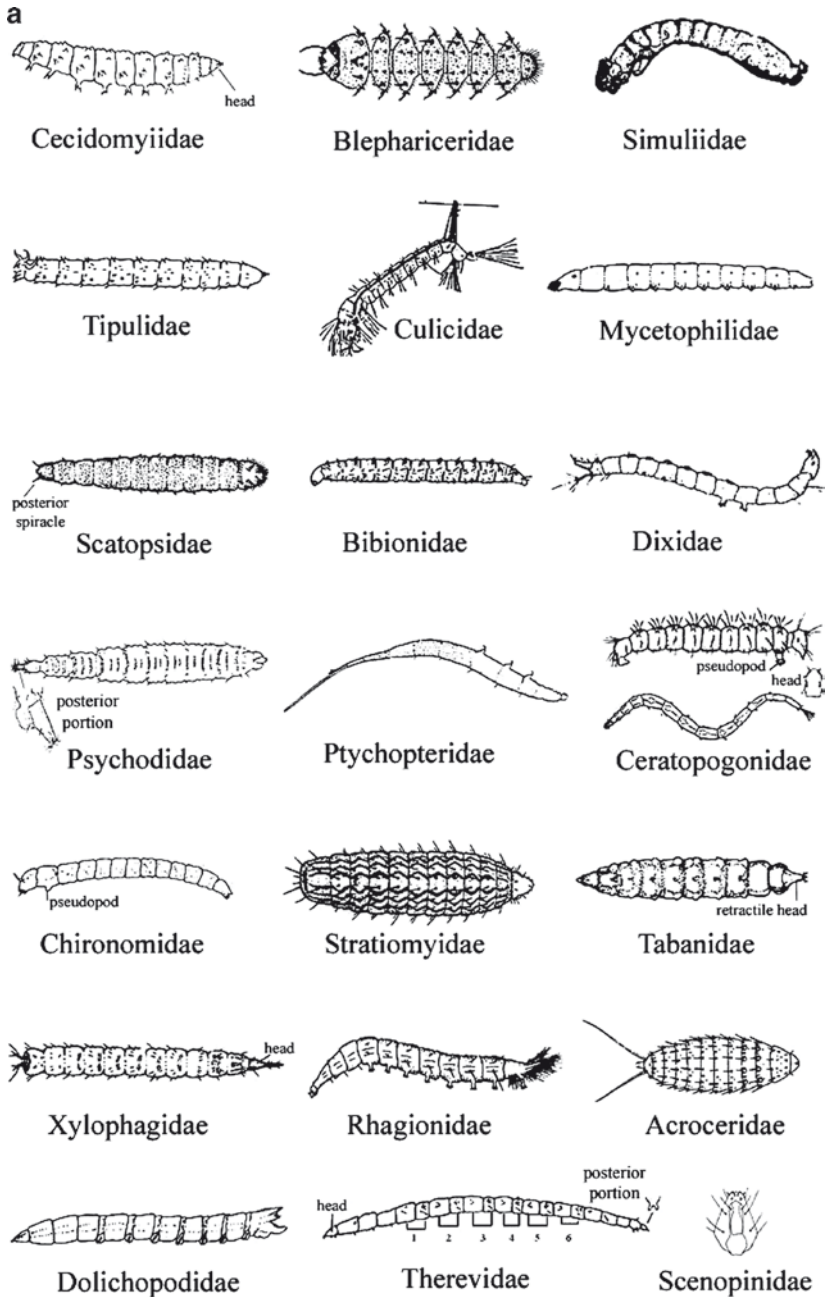 a
head
Cecidomyiidae
Blephariceridae
Simuliidae
Tipulidae
Culicidae
Mycetophilidae
posterior
spiracle
Scatopsidae
Bibionidae
Dixidae
posterior
portion
Psychodidae
Ptychopteridae
pseudopod
head
Ceratopogonidae
pseudopod
Chironomidae
Stratiomyidae
retractile head
Tabanidae
head
Xylophagidae
Rhagionidae
Acroceridae
Dolichopodidae
head
posterior
portion
1 2 3 4 5 6
Therevidae
Scenopinidae